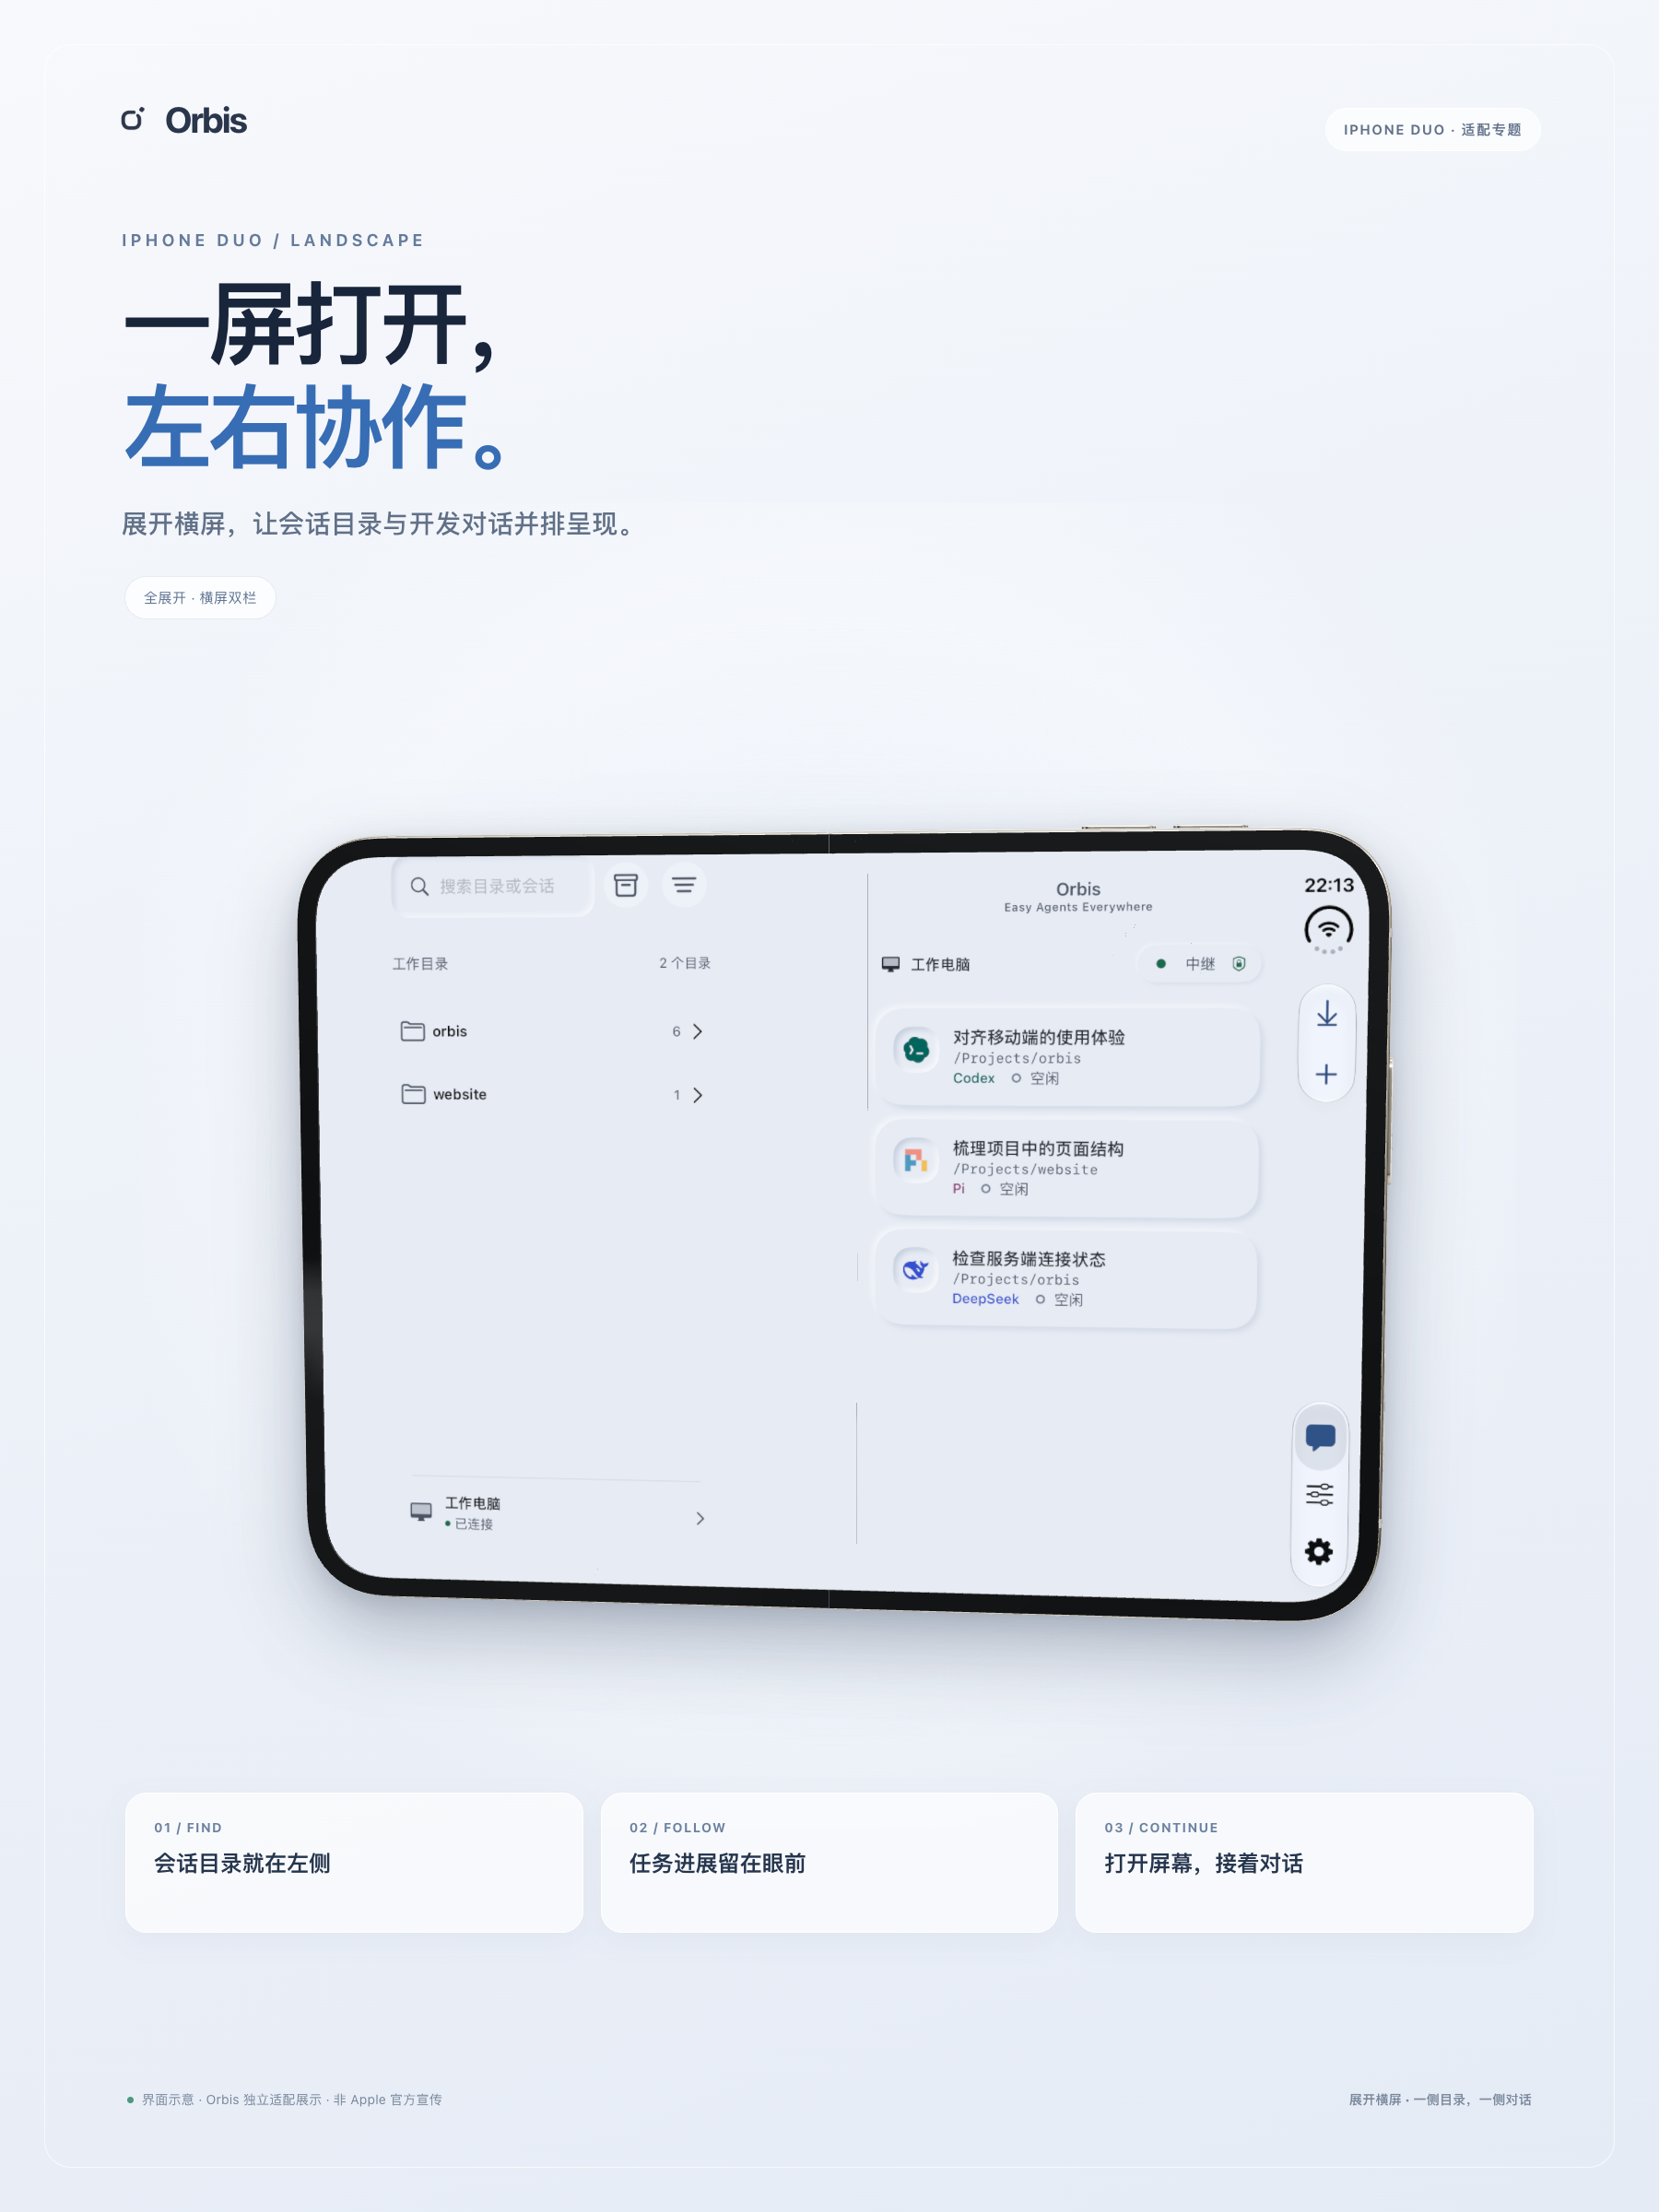 Orbis
IPHONE DUO · 适配专题
IPHONE DUO / LANDSCAPE
一屏打开，
左右协作。
展开横屏，让会话目录与开发对话并排呈现。
全展开 · 横屏双栏
搜索目录或会话
工作目录
2 个目录
orbis
6
website
1
工作电脑
已连接
Orbis
Easy Agents Everywhere
工作电脑
中继
对齐移动端的使用体验
/Projects/orbis
Codex 空闲
梳理项目中的页面结构
/Projects/website
Pi 空闲
检查服务端连接状态
/Projects/orbis
DeepSeek 空闲
22:13
01 / FIND
会话目录就在左侧
02 / FOLLOW
任务进展留在眼前
03 / CONTINUE
打开屏幕，接着对话
界面示意 · Orbis 独立适配展示 · 非 Apple 官方宣传
展开横屏 · 一侧目录，一侧对话